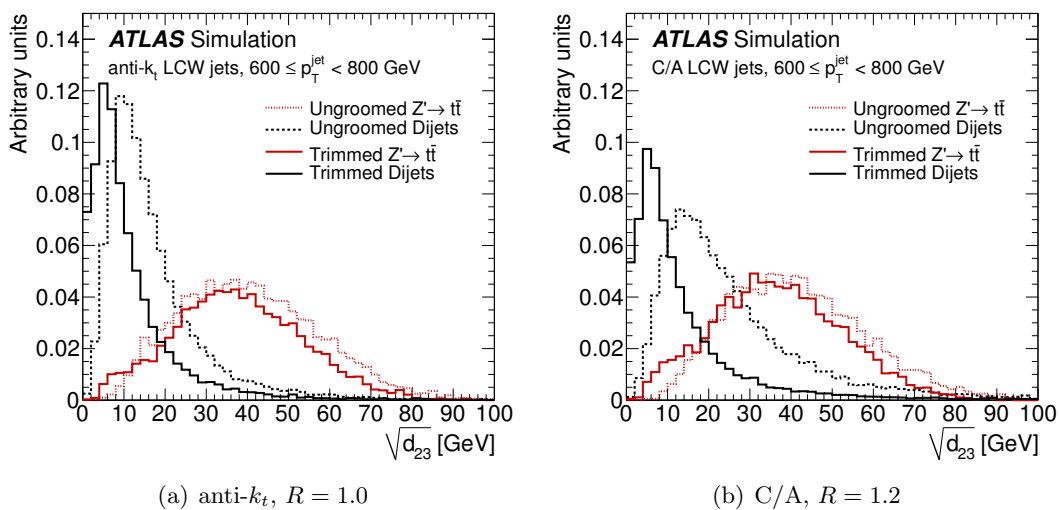 ATLAS Simulation
anti-k_t LCW jets, 600 ≤ p_T^jet < 800 GeV
Ungroomed Z'→ tt̄
Ungroomed Dijets
Trimmed Z'→ tt̄
Trimmed Dijets
Arbitrary units
0.14
0.12
0.1
0.08
0.06
0.04
0.02
0
0 10 20 30 40 50 60 70 80 90 100
√d_23 [GeV]
(a) anti-k_t, R = 1.0
ATLAS Simulation
C/A LCW jets, 600 ≤ p_T^jet < 800 GeV
Ungroomed Z'→ tt̄
Ungroomed Dijets
Trimmed Z'→ tt̄
Trimmed Dijets
Arbitrary units
0.14
0.12
0.1
0.08
0.06
0.04
0.02
0
0 10 20 30 40 50 60 70 80 90 100
√d_23 [GeV]
(b) C/A, R = 1.2